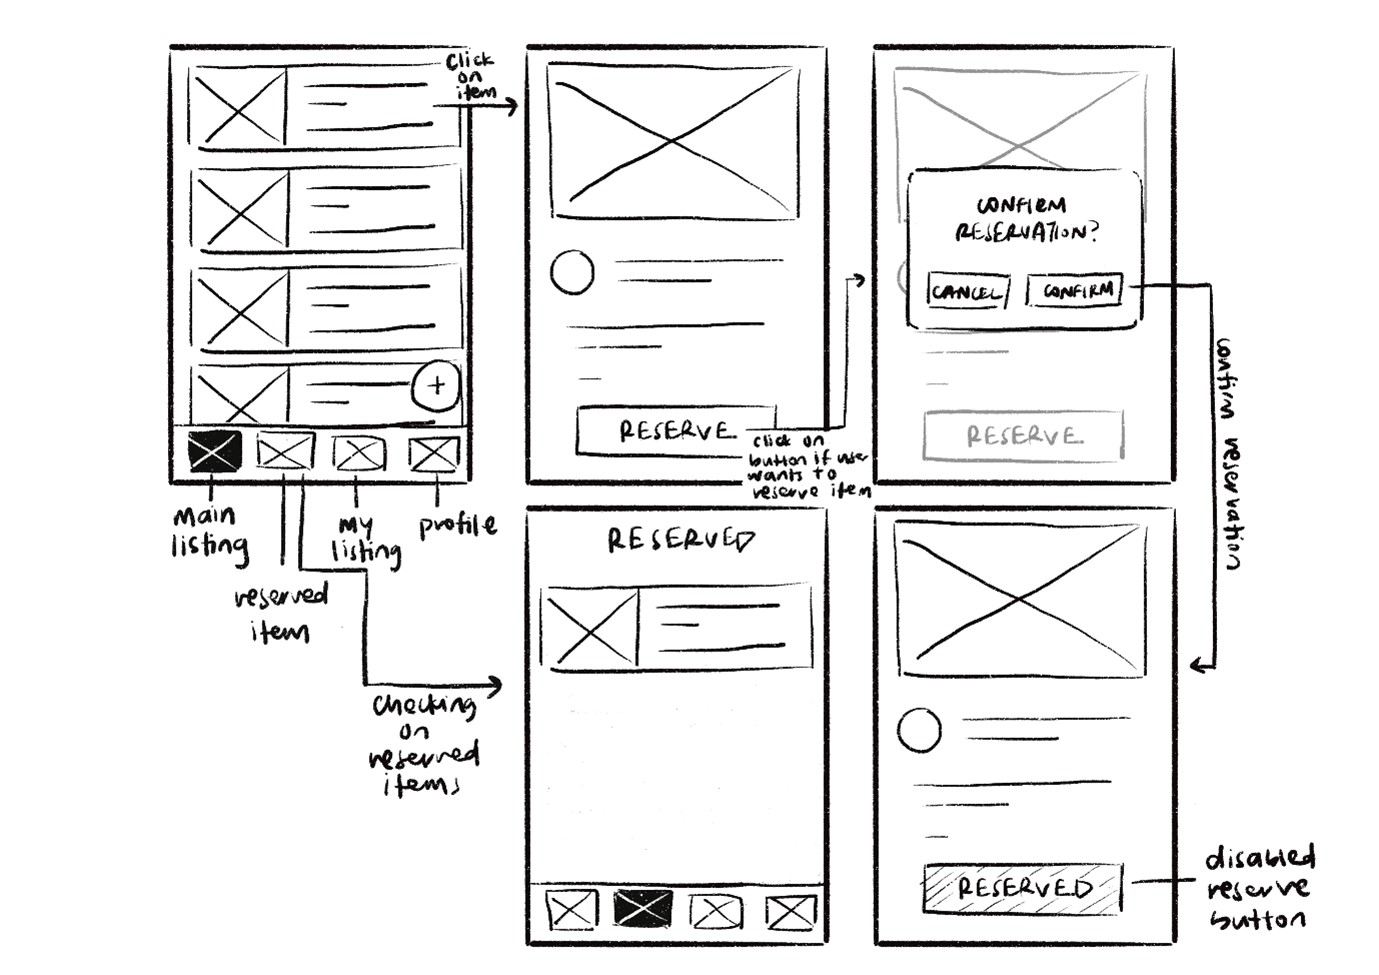 Click
on
item
+
main
listing
reserved
item
my
listing
profile
checking
on
reserved
items
RESERVE
click on
button if user
wants to
reserve item
CONFIRM
RESERVATION?
CANCEL
CONFIRM
RESERVE
confirm reservation
RESERVED
RESERVED
disabled
reserve
button